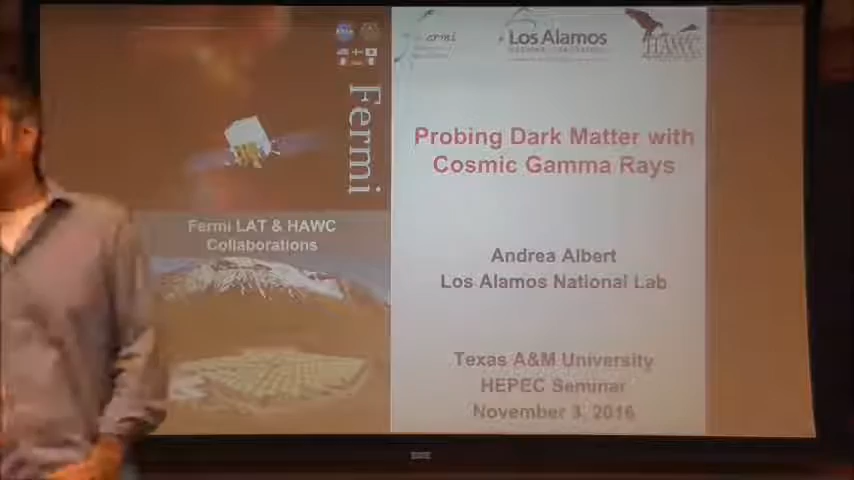 Fermi
Fermi LAT & HAWC
Collaborations
ermi
Los Alamos
HAWC
Probing Dark Matter with
Cosmic Gamma Rays
Andrea Albert
Los Alamos National Lab
Texas A&M University
HEPEC Seminar
November 3, 2016